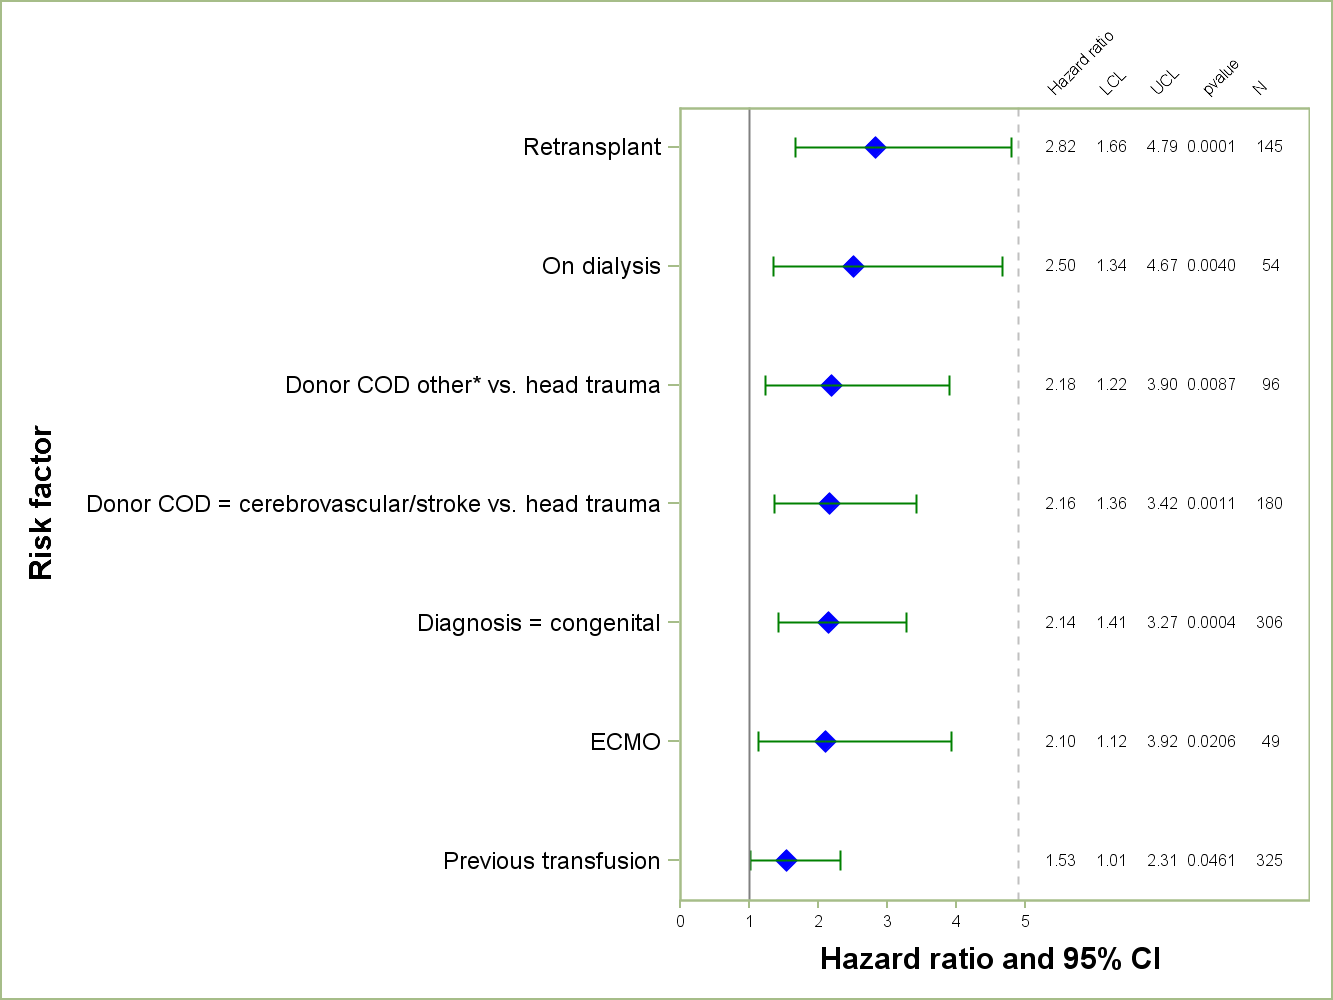 Hazard ratio LCL UCL pvalue N
Retransplant 2.82 1.66 4.79 0.0001 145
On dialysis 2.50 1.34 4.67 0.0040 54
Donor COD other* vs. head trauma 2.18 1.22 3.90 0.0087 96
Donor COD = cerebrovascular/stroke vs. head trauma 2.16 1.36 3.42 0.0011 180
Diagnosis = congenital 2.14 1.41 3.27 0.0004 306
ECMO 2.10 1.12 3.92 0.0206 49
Previous transfusion 1.53 1.01 2.31 0.0461 325
Risk factor
0 1 2 3 4 5
Hazard ratio and 95% CI